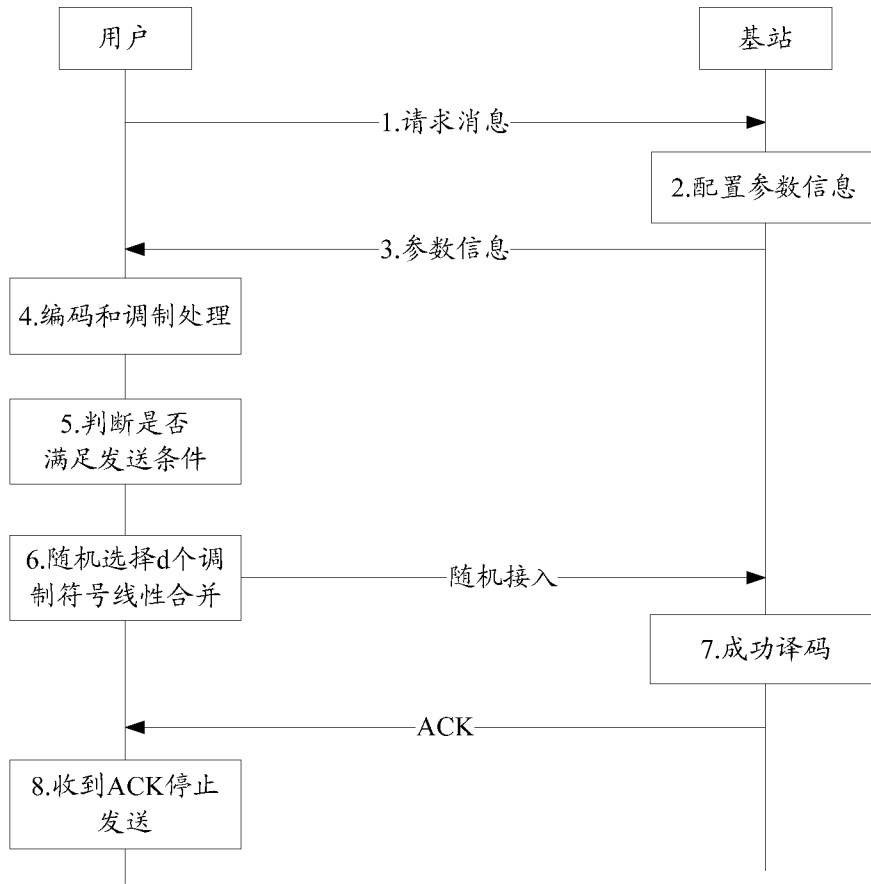 用户
基站
1.请求消息
2.配置参数信息
3.参数信息
4.编码和调制处理
5.判断是否
满足发送条件
6.随机选择d个调
制符号线性合并
随机接入
7.成功译码
ACK
8.收到ACK停止
发送